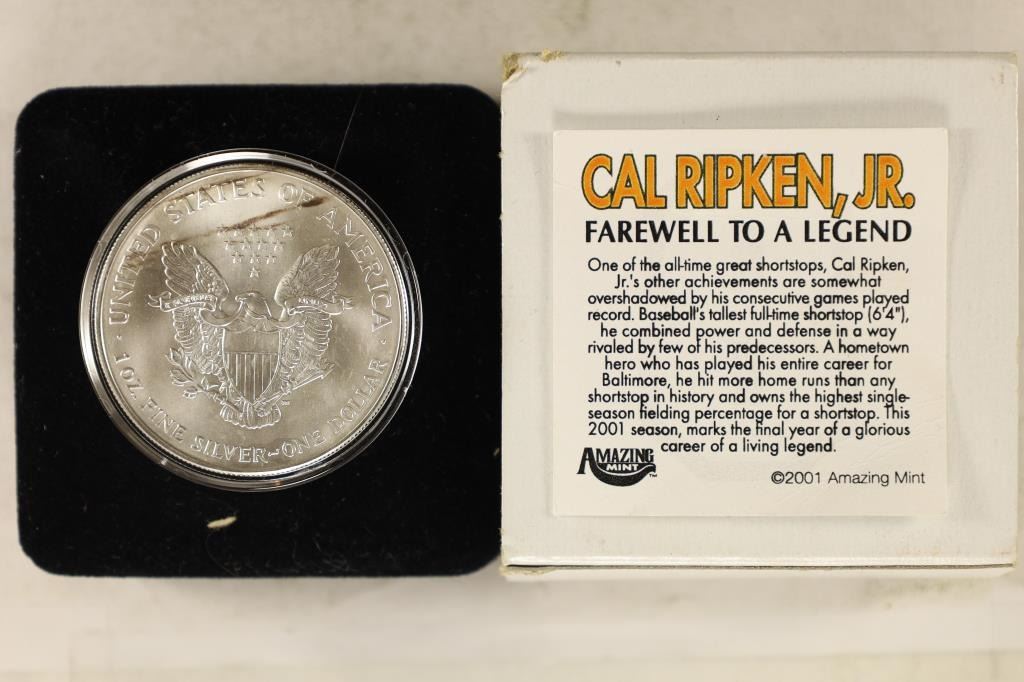 UNITED STATES OF AMERICA
1 OZ. FINE SILVER~ONE DOLLAR
CAL RIPKEN, JR.
FAREWELL TO A LEGEND
One of the all-time great shortstops, Cal Ripken,
Jr.'s other achievements are somewhat
overshadowed by his consecutive games played
record. Baseball's tallest full-time shortstop (6'4"),
he combined power and defense in a way
rivaled by few of his predecessors. A hometown
hero who has played his entire career for
Baltimore, he hit more home runs than any
shortstop in history and owns the highest single-
season fielding percentage for a shortstop. This
2001 season, marks the final year of a glorious
career of a living legend.
AMAZING
MINT™
©2001 Amazing Mint